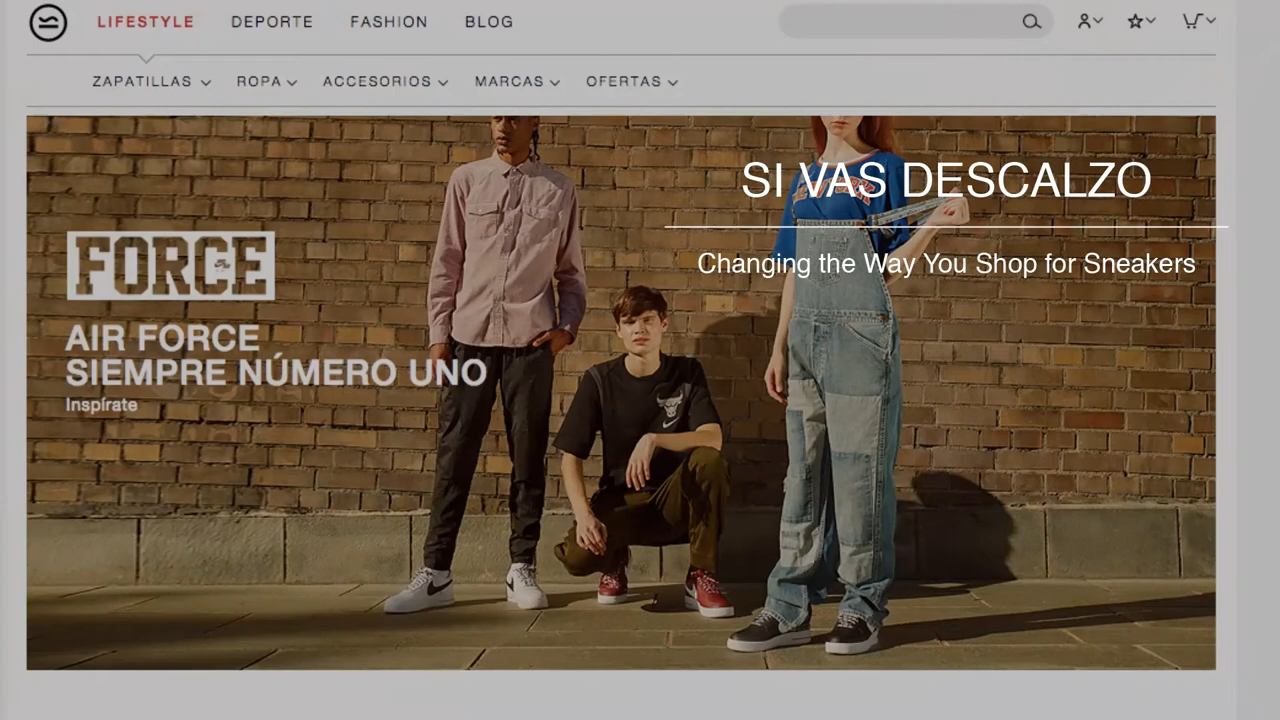 LIFESTYLE DEPORTE FASHION BLOG
ZAPATILLAS ROPA ACCESORIOS MARCAS OFERTAS
SI VAS DESCALZO
Changing the Way You Shop for Sneakers
FORCE
AIR FORCE
SIEMPRE NÚMERO UNO
Inspírate